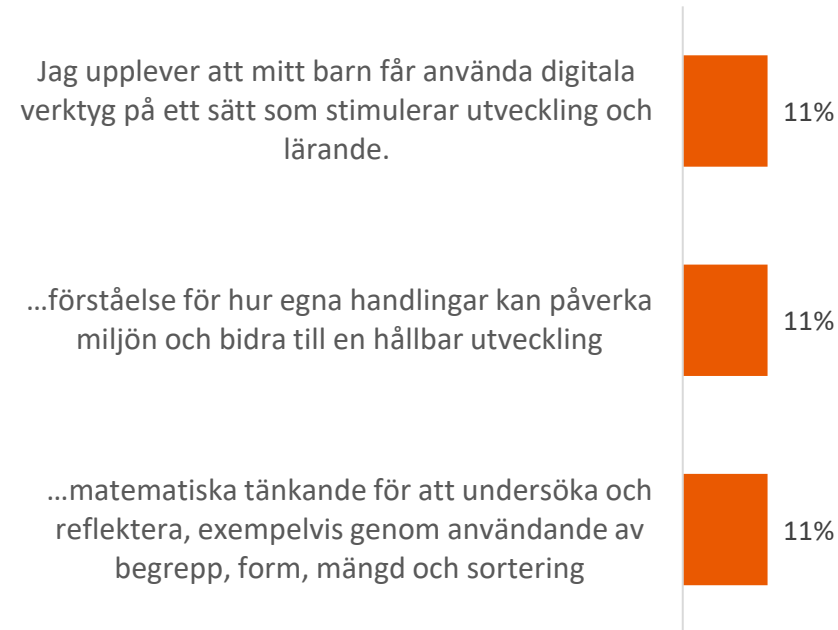 Jag upplever att mitt barn får använda digitala
verktyg på ett sätt som stimulerar utveckling och
lärande.
11%
…förståelse för hur egna handlingar kan påverka
miljön och bidra till en hållbar utveckling
11%
…matematiska tänkande för att undersöka och
reflektera, exempelvis genom användande av
begrepp, form, mängd och sortering
11%